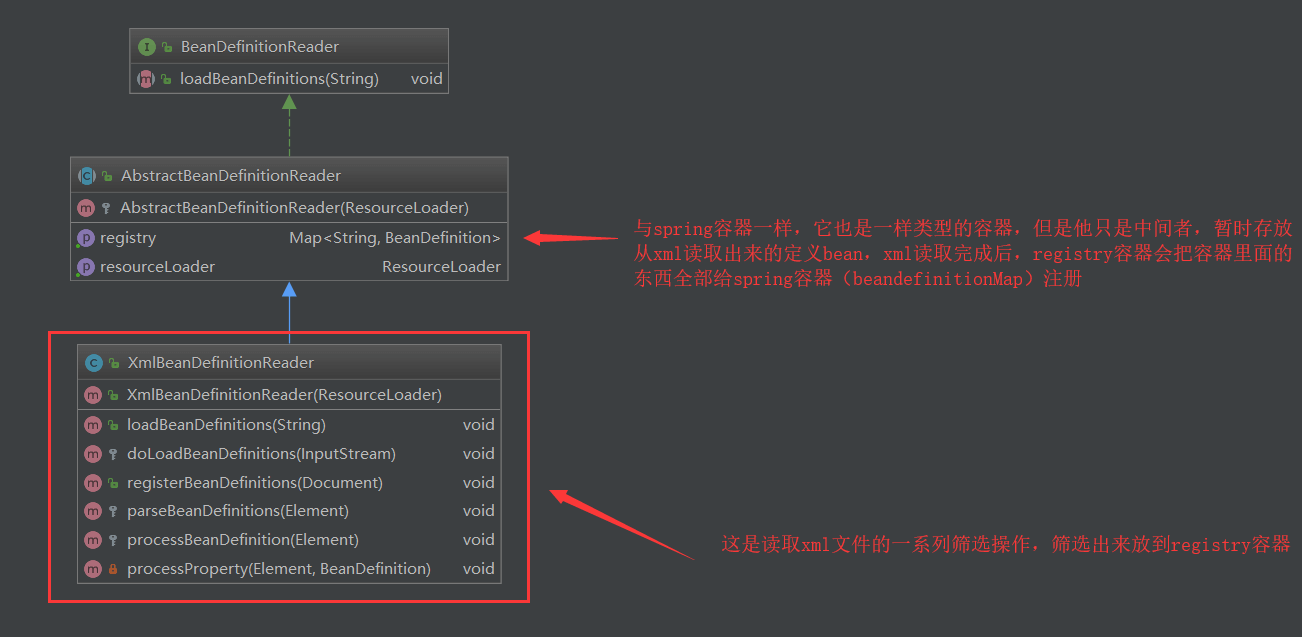 BeanDefinitionReader
loadBeanDefinitions(String) void
AbstractBeanDefinitionReader
AbstractBeanDefinitionReader(ResourceLoader)
registry Map<String, BeanDefinition>
resourceLoader ResourceLoader
与spring容器一样，它也是一样类型的容器，但是他只是中间者，暂时存放
从xml读取出来的定义bean，xml读取完成后，registry容器会把容器里面的
东西全部给spring容器（beandefinitionMap）注册
XmlBeanDefinitionReader
XmlBeanDefinitionReader(ResourceLoader)
loadBeanDefinitions(String) void
doLoadBeanDefinitions(InputStream) void
registerBeanDefinitions(Document) void
parseBeanDefinitions(Element) void
processBeanDefinition(Element) void
processProperty(Element, BeanDefinition) void
这是读取xml文件的一系列筛选操作，筛选出来放到registry容器